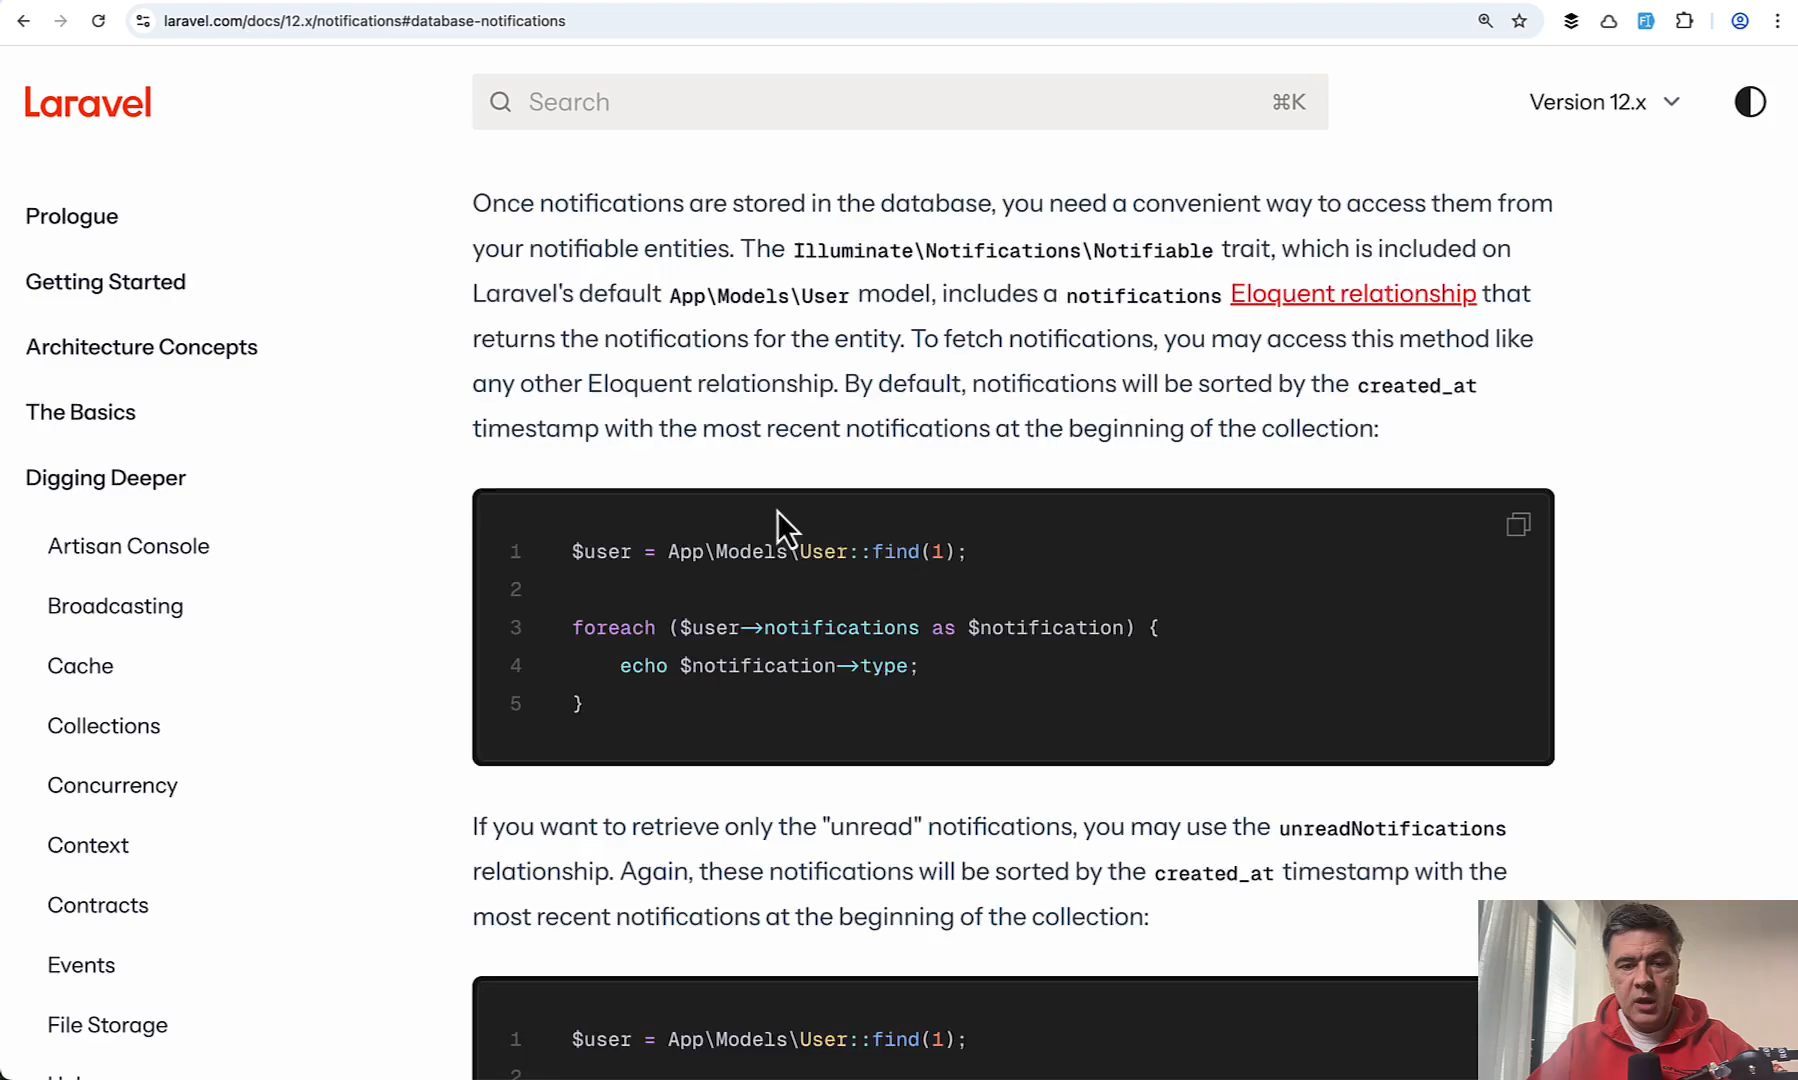 laravel.com/docs/12.x/notifications#database-notifications
Laravel
Search
⌘K
Version 12.x
Prologue
Getting Started
Architecture Concepts
The Basics
Digging Deeper
Artisan Console
Broadcasting
Cache
Collections
Concurrency
Context
Contracts
Events
File Storage
Once notifications are stored in the database, you need a convenient way to access them from
your notifiable entities. The Illuminate\Notifications\Notifiable trait, which is included on
Laravel's default App\Models\User model, includes a notifications Eloquent relationship that
returns the notifications for the entity. To fetch notifications, you may access this method like
any other Eloquent relationship. By default, notifications will be sorted by the created_at
timestamp with the most recent notifications at the beginning of the collection:
1 $user = App\Models\User::find(1);
2
3 foreach ($user->notifications as $notification) {
4 echo $notification->type;
5 }
If you want to retrieve only the "unread" notifications, you may use the unreadNotifications
relationship. Again, these notifications will be sorted by the created_at timestamp with the
most recent notifications at the beginning of the collection:
1 $user = App\Models\User::find(1);
2